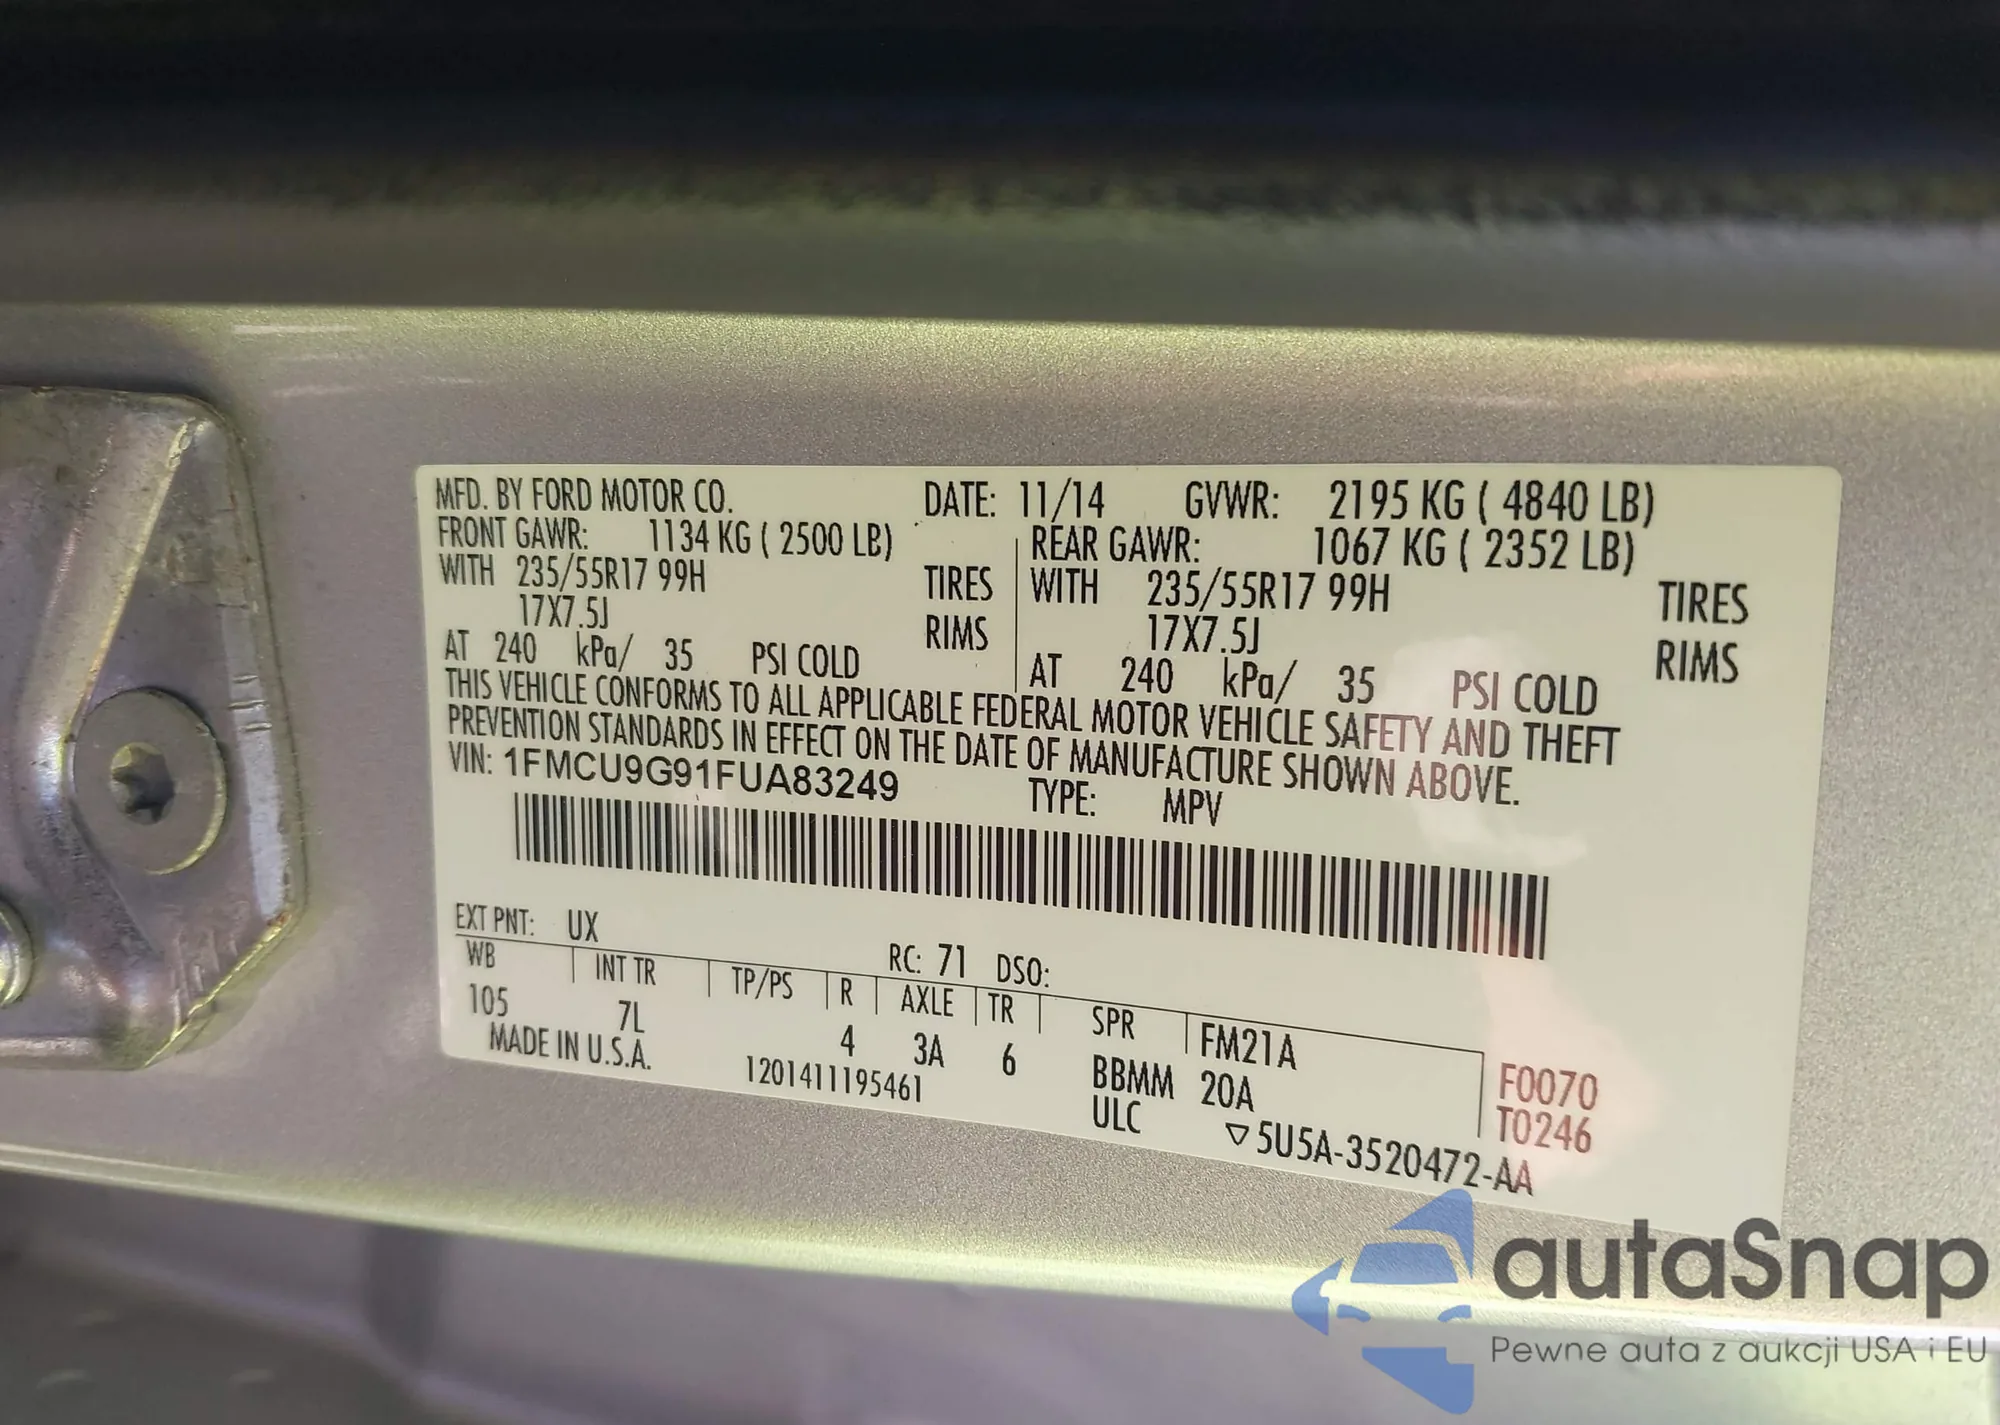 MFD. BY FORD MOTOR CO. DATE: 11/14 GVWR: 2195 KG ( 4840 LB)
FRONT GAWR: 1134 KG ( 2500 LB) REAR GAWR: 1067 KG ( 2352 LB)
WITH 235/55R17 99H TIRES WITH 235/55R17 99H TIRES
17X7.5J RIMS 17X7.5J RIMS
AT 240 kPa/ 35 PSI COLD AT 240 kPa/ 35 PSI COLD
THIS VEHICLE CONFORMS TO ALL APPLICABLE FEDERAL MOTOR VEHICLE SAFETY AND THEFT
PREVENTION STANDARDS IN EFFECT ON THE DATE OF MANUFACTURE SHOWN ABOVE.
VIN: 1FMCU9G91FUA83249 TYPE: MPV
EXT PNT: UX RC: 71 DSO:
WB INT TR TP/PS R AXLE TR SPR FM21A
105 7L 4 3A 6 BBMM 20A F0070
MADE IN U.S.A. 1201411195461 ULC T0246
▽5U5A-3520472-AA
autaSnap
Pewne auta z aukcji USA i EU